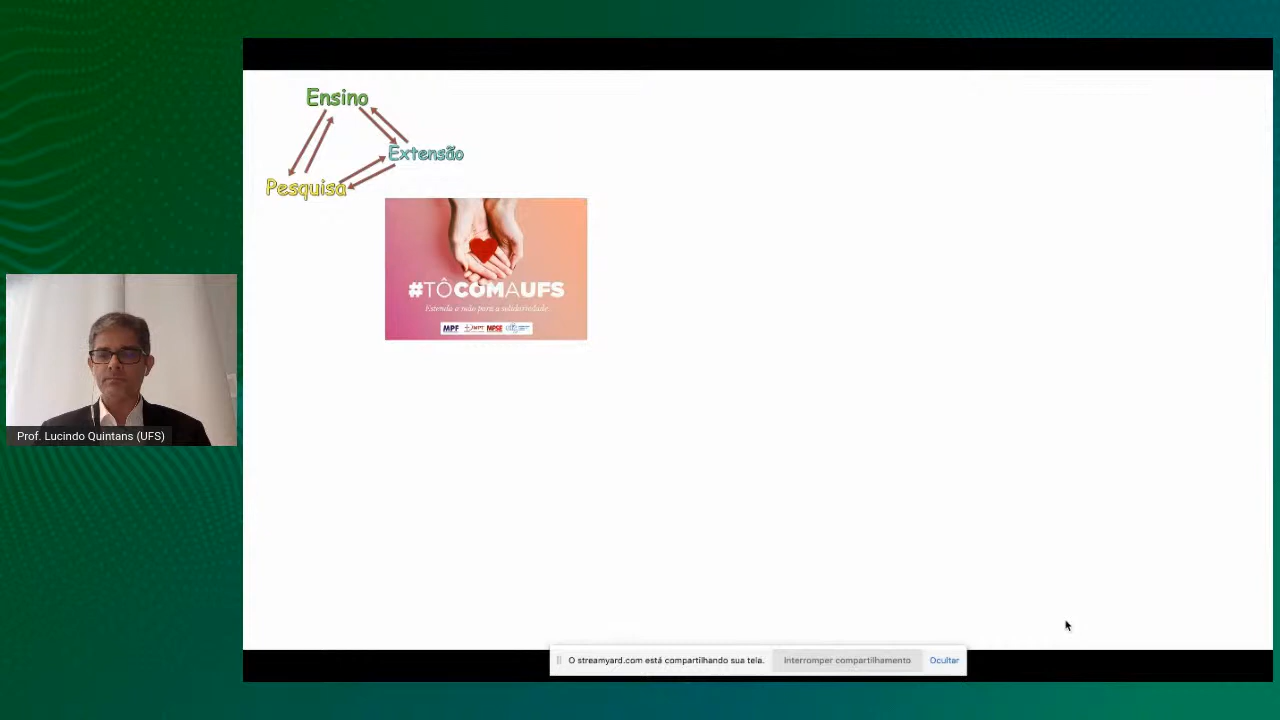 Ensino
Extensão
Pesquisa
#TÔCOMAUFS
Estenda a mão para a solidariedade
MPF
MPT
MPSE
Prof. Lucindo Quintans (UFS)
O streamyard.com está compartilhando sua tela.
Interromper compartilhamento
Ocultar